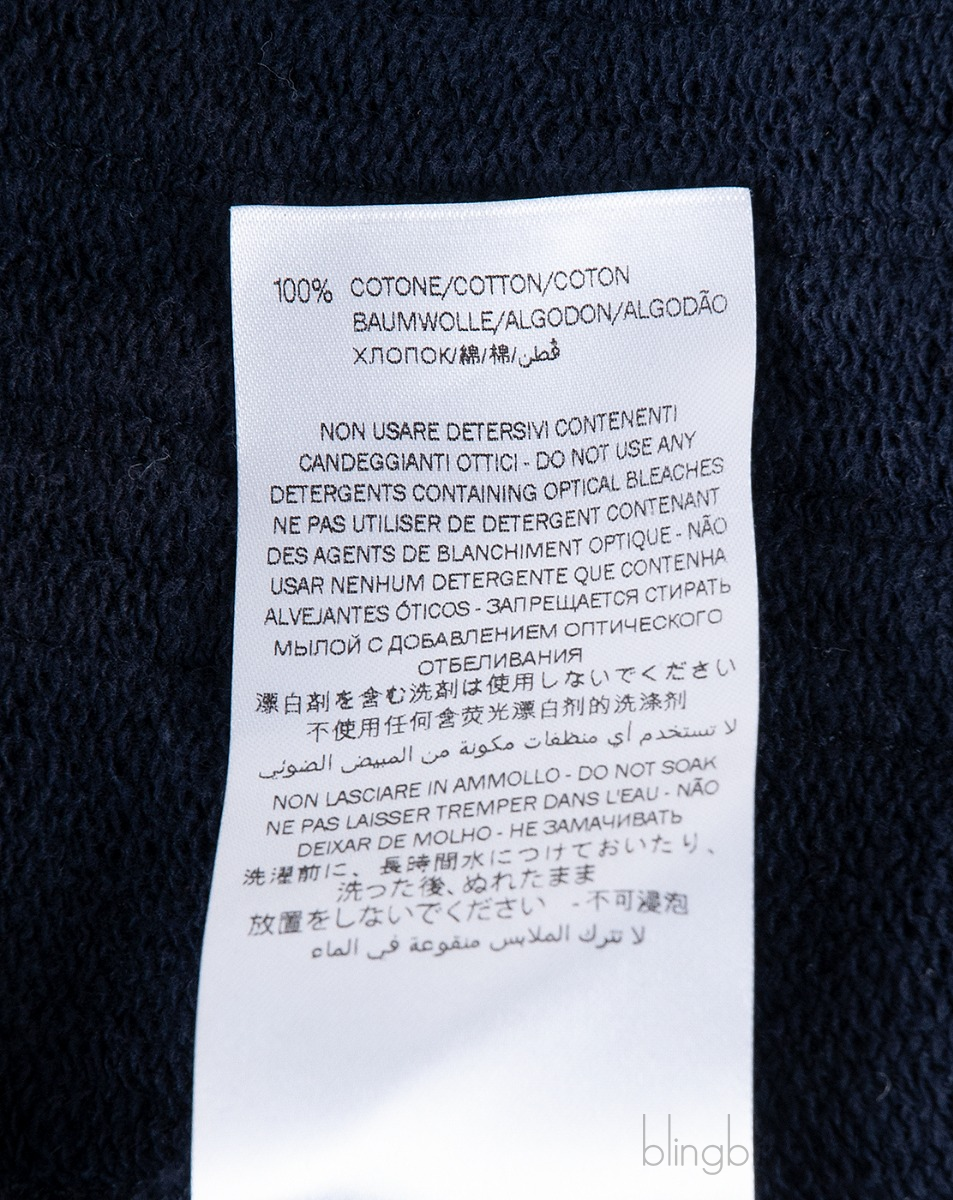 100% COTONE/COTTON/COTON
BAUMWOLLE/ALGODON/ALGODÃO
ХЛОПОК/綿/棉/قطن
NON USARE DETERSIVI CONTENENTI
CANDEGGIANTI OTTICI - DO NOT USE ANY
DETERGENTS CONTAINING OPTICAL BLEACHES
NE PAS UTILISER DE DETERGENT CONTENANT
DES AGENTS DE BLANCHIMENT OPTIQUE - NÃO
USAR NENHUM DETERGENTE QUE CONTENHA
ALVEJANTES ÓTICOS - ЗАПРЕЩАЕТСЯ СТИРАТЬ
МЫЛОЙ С ДОБАВЛЕНИЕМ ОПТИЧЕСКОГО
ОТБЕЛИВАНИЯ
漂白剤を含む洗剤は使用しないでください
不使用任何含荧光漂白剂的洗涤剂
لا تستخدم أي منظفات مكونة من المبيض الضوئي
NON LASCIARE IN AMMOLLO - DO NOT SOAK
NE PAS LAISSER TREMPER DANS L'EAU - NÃO
DEIXAR DE MOLHO - НЕ ЗАМАЧИВАТЬ
洗濯前に、長時間水につけておいたり、
洗った後、ぬれたまま
放置をしないでください - 不可浸泡
لا تترك الملابس منقوعة في الماء
blingb